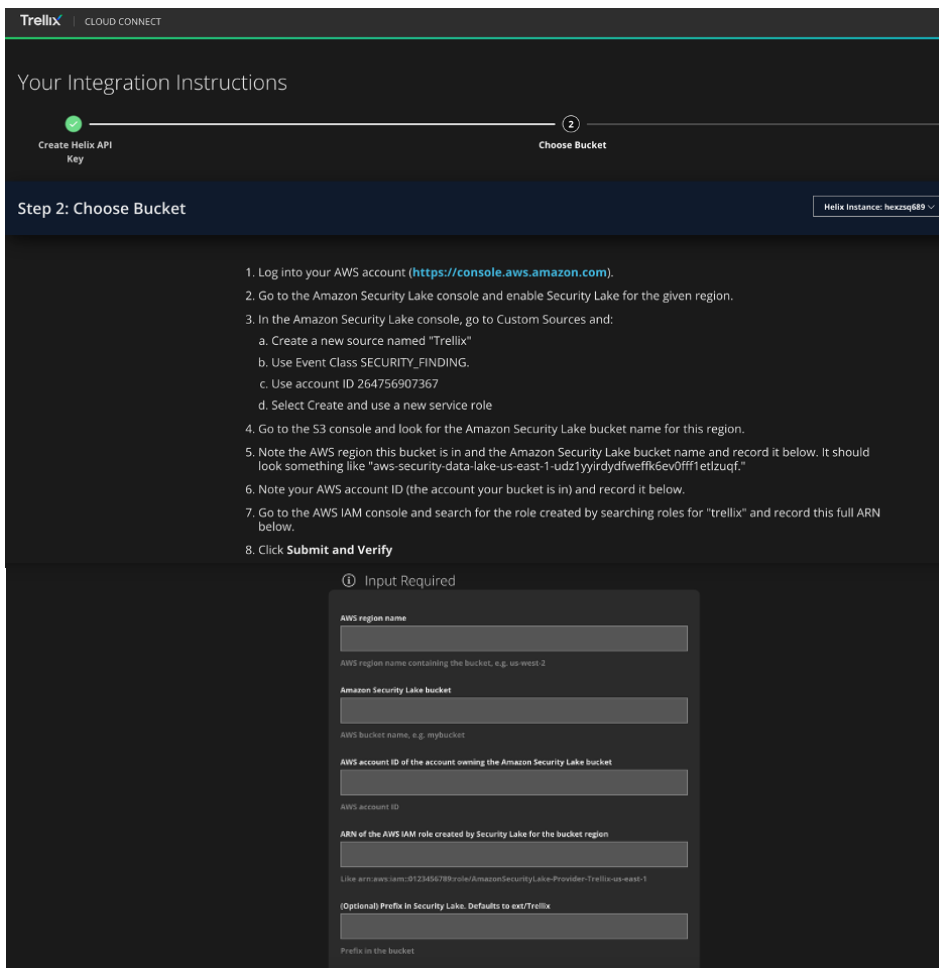 Trellix | CLOUD CONNECT
Your Integration Instructions
2
Create Helix API
Key
Choose Bucket
Step 2: Choose Bucket
Helix Instance: hexzsq689
1. Log into your AWS account (https://console.aws.amazon.com).
2. Go to the Amazon Security Lake console and enable Security Lake for the given region.
3. In the Amazon Security Lake console, go to Custom Sources and:
a. Create a new source named "Trellix"
b. Use Event Class SECURITY_FINDING.
c. Use account ID 264756907367
d. Select Create and use a new service role
4. Go to the S3 console and look for the Amazon Security Lake bucket name for this region.
5. Note the AWS region this bucket is in and the Amazon Security Lake bucket name and record it below. It should
look something like "aws-security-data-lake-us-east-1-udz1yyirdydfweffk6ev0fff1etlzuqf."
6. Note your AWS account ID (the account your bucket is in) and record it below.
7. Go to the AWS IAM console and search for the role created by searching roles for "trellix" and record this full ARN
below.
8. Click Submit and Verify
Input Required
AWS region name
AWS region name containing the bucket, e.g. us-west-2
Amazon Security Lake bucket
AWS bucket name, e.g. mybucket
AWS account ID of the account owning the Amazon Security Lake bucket
AWS account ID
ARN of the AWS IAM role created by Security Lake for the bucket region
Like arn:aws:iam::0123456789:role/AmazonSecurityLake-Provider-Trellix-us-east-1
(Optional) Prefix in Security Lake. Defaults to ext/Trellix
Prefix in the bucket